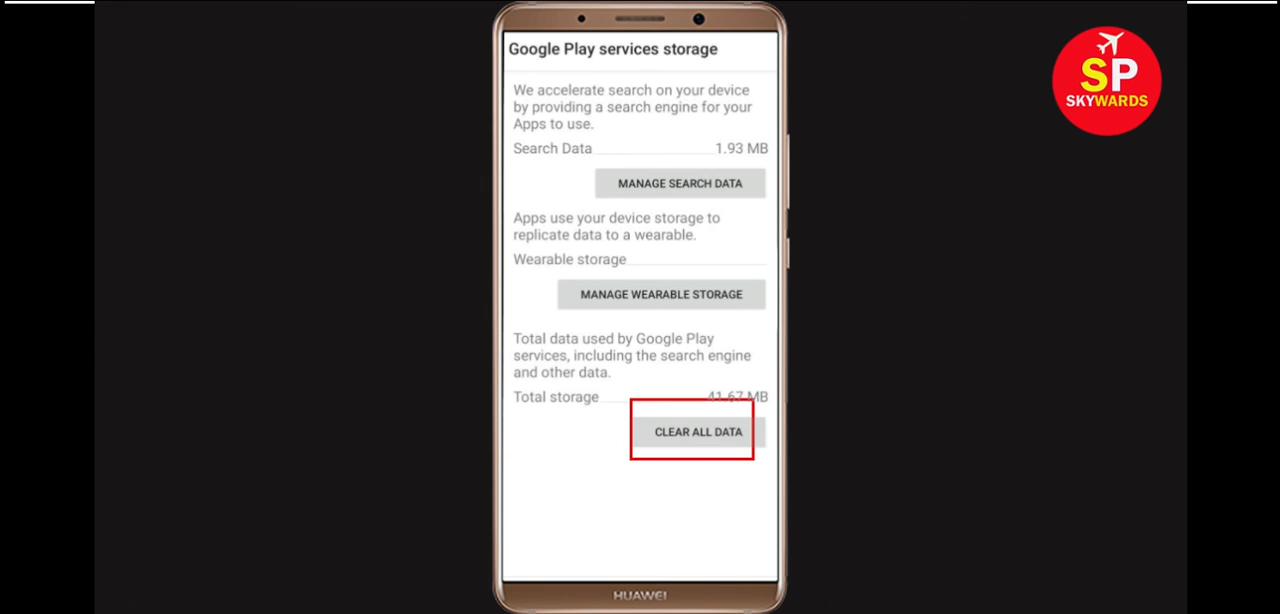 Google Play services storage
We accelerate search on your device
by providing a search engine for your
Apps to use.
Search Data 1.93 MB
MANAGE SEARCH DATA
Apps use your device storage to
replicate data to a wearable.
Wearable storage
MANAGE WEARABLE STORAGE
Total data used by Google Play
services, including the search engine
and other data.
Total storage 41.67 MB
CLEAR ALL DATA
HUAWEI
SP
SKYWARDS